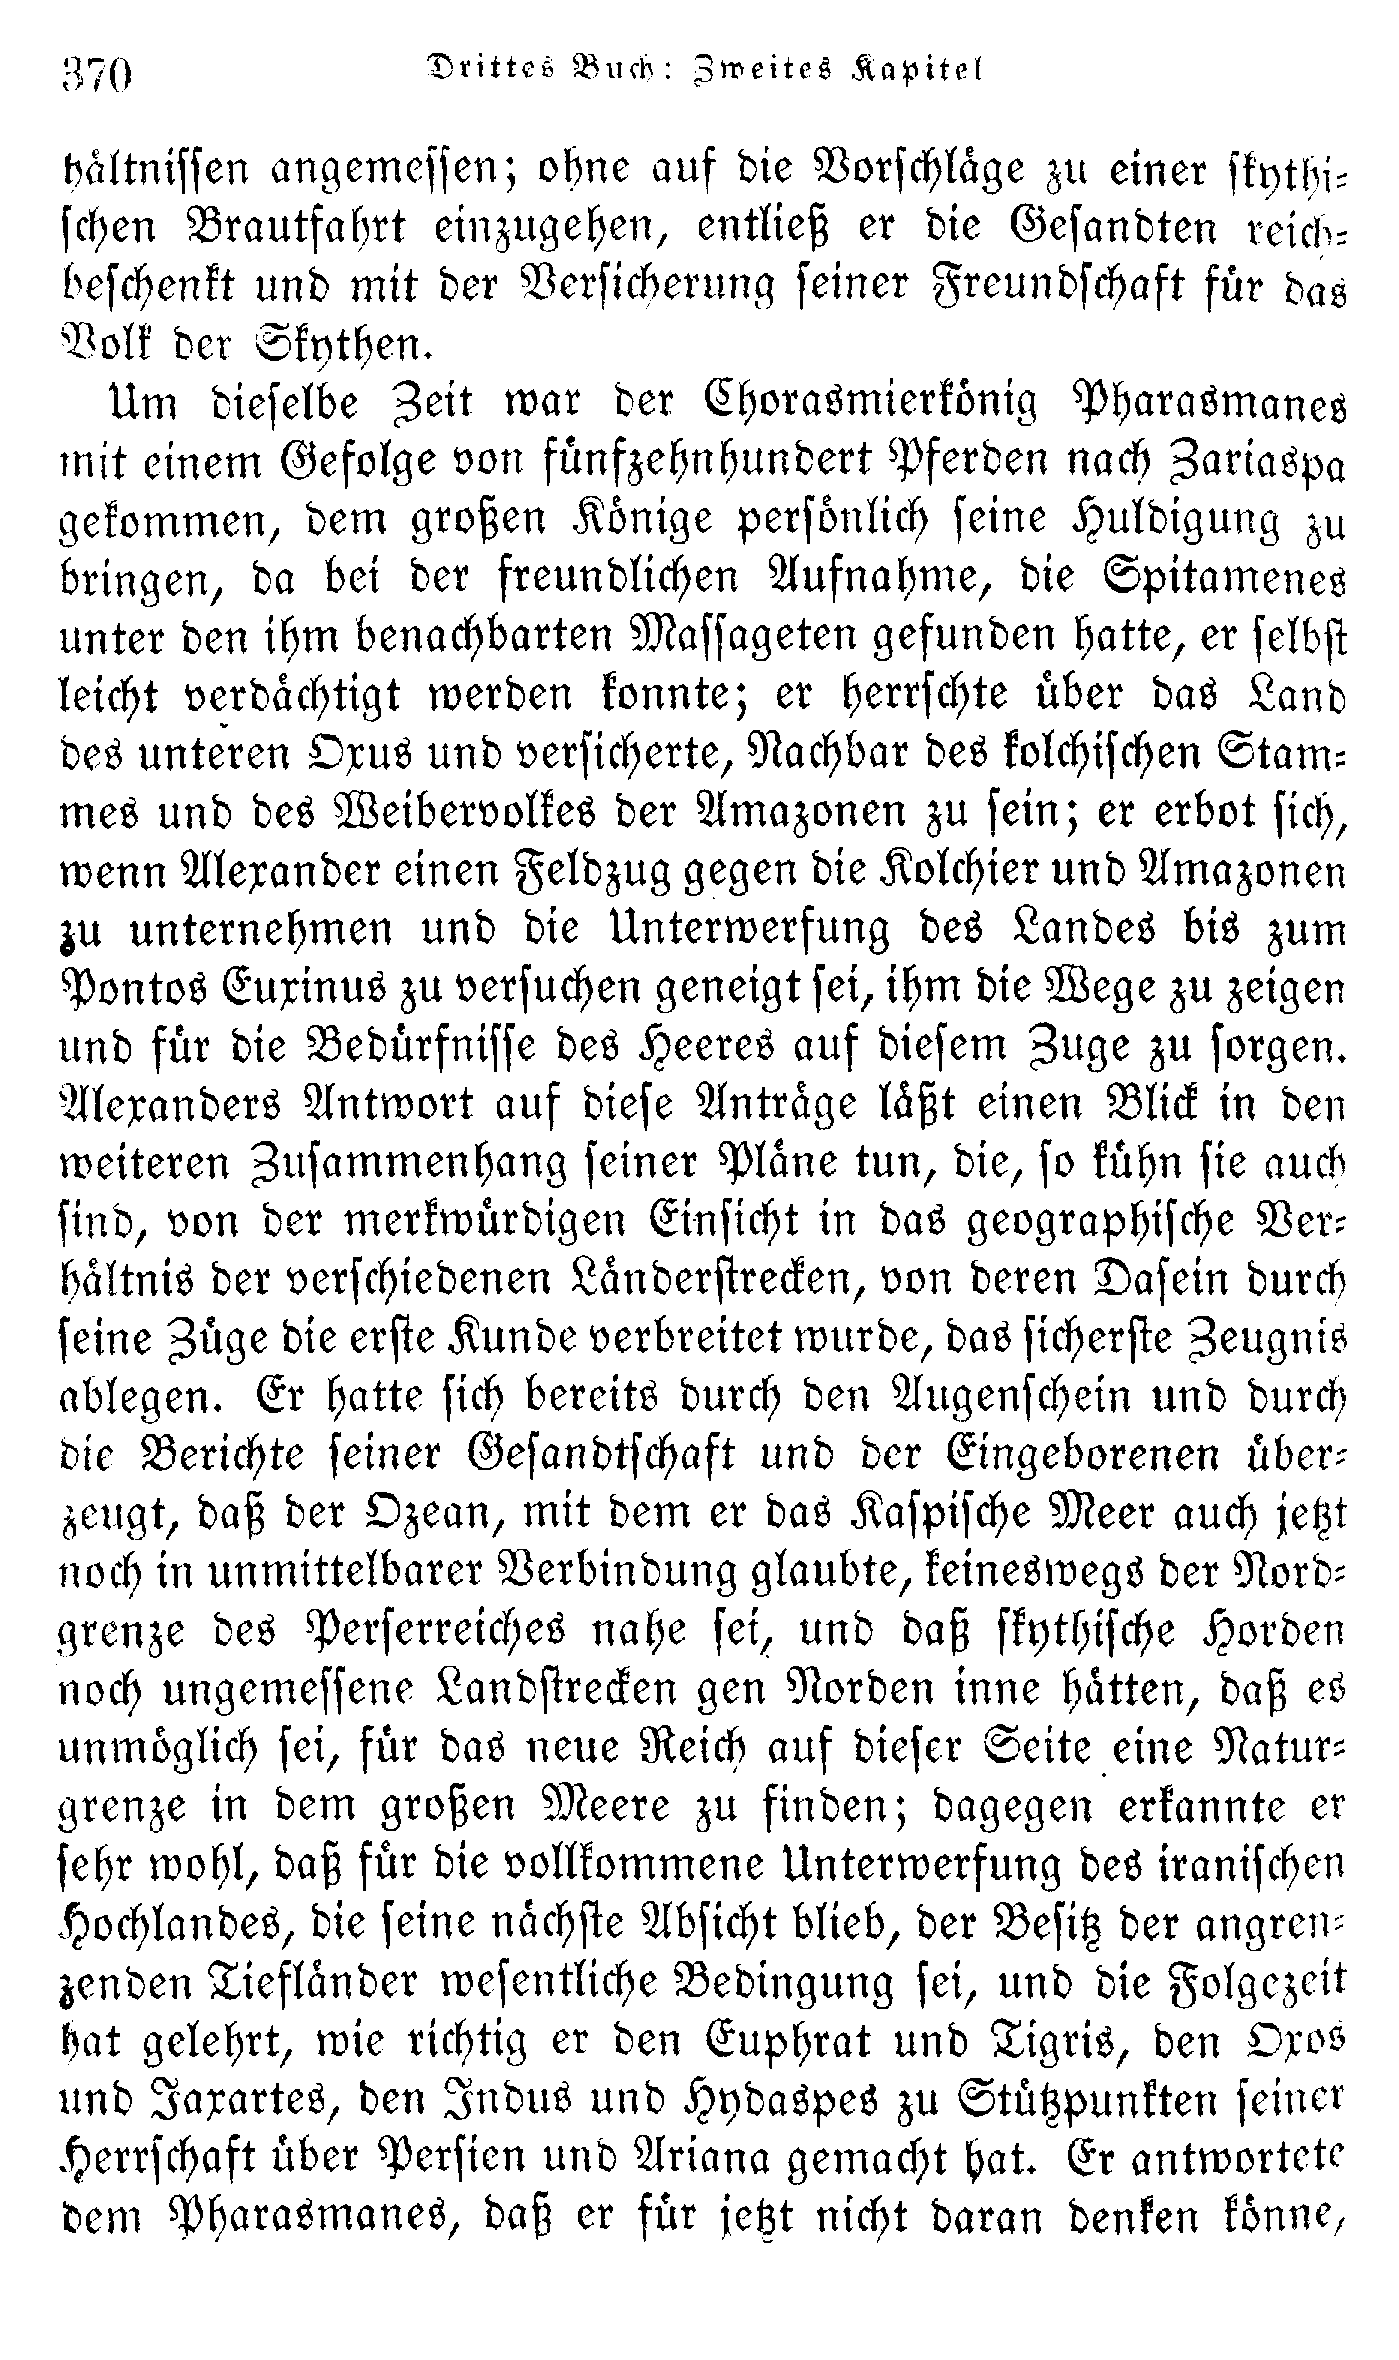 370 Drittes Buch: Zweites Kapitel
hältnissen angemessen; ohne auf die Vorschläge zu einer skythi-
schen Brautfahrt einzugehen, entließ er die Gesandten reich-
beschenkt und mit der Versicherung seiner Freundschaft für das
Volk der Skythen.
Um dieselbe Zeit war der Chorasmierkönig Pharasmanes
mit einem Gefolge von fünfzehnhundert Pferden nach Zariaspa
gekommen, dem großen Könige persönlich seine Huldigung zu
bringen, da bei der freundlichen Aufnahme, die Spitamenes
unter den ihm benachbarten Massageten gefunden hatte, er selbst
leicht verdächtigt werden konnte; er herrschte über das Land
des unteren Oxus und versicherte, Nachbar des kolchischen Stam-
mes und des Weibervolkes der Amazonen zu sein; er erbot sich,
wenn Alexander einen Feldzug gegen die Kolchier und Amazonen
zu unternehmen und die Unterwerfung des Landes bis zum
Pontos Euxinus zu versuchen geneigt sei, ihm die Wege zu zeigen
und für die Bedürfnisse des Heeres auf diesem Zuge zu sorgen.
Alexanders Antwort auf diese Anträge läßt einen Blick in den
weiteren Zusammenhang seiner Pläne tun, die, so kühn sie auch
sind, von der merkwürdigen Einsicht in das geographische Ver-
hältnis der verschiedenen Länderstrecken, von deren Dasein durch
seine Züge die erste Kunde verbreitet wurde, das sicherste Zeugnis
ablegen. Er hatte sich bereits durch den Augenschein und durch
die Berichte seiner Gesandtschaft und der Eingeborenen über-
zeugt, daß der Ozean, mit dem er das Kaspische Meer auch jetzt
noch in unmittelbarer Verbindung glaubte, keineswegs der Nord-
grenze des Perserreiches nahe sei, und daß skythische Horden
noch ungemessene Landstrecken gen Norden inne hätten, daß es
unmöglich sei, für das neue Reich auf dieser Seite eine Natur-
grenze in dem großen Meere zu finden; dagegen erkannte er
sehr wohl, daß für die vollkommene Unterwerfung des iranischen
Hochlandes, die seine nächste Absicht blieb, der Besitz der angren-
zenden Tiefländer wesentliche Bedingung sei, und die Folgezeit
hat gelehrt, wie richtig er den Euphrat und Tigris, den Oxos
und Jaxartes, den Indus und Hydaspes zu Stützpunkten seiner
Herrschaft über Persien und Ariana gemacht hat. Er antwortete
dem Pharasmanes, daß er für jetzt nicht daran denken könne,